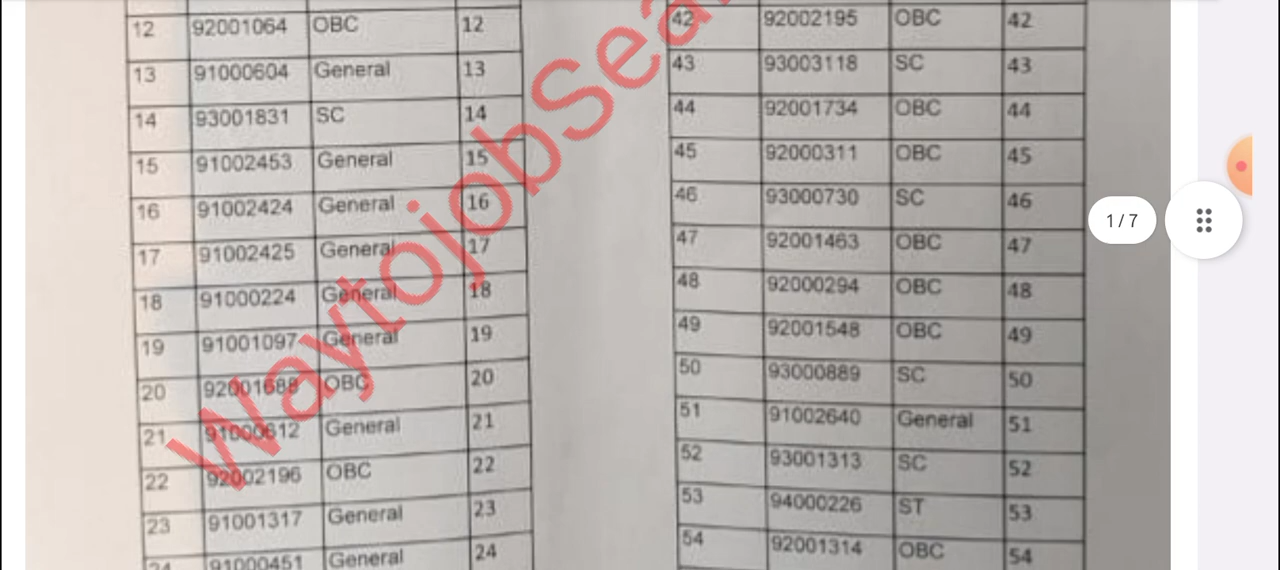 12 92001064 OBC 12
13 91000604 General 13
14 93001831 SC 14
15 91002453 General 15
16 91002424 General 16
17 91002425 General 17
18 91000224 General 18
19 91001097 General 19
20 92001688 OBC 20
21 91000612 General 21
22 92002196 OBC 22
23 91001317 General 23
24 91000451 General 24
42 92002195 OBC 42
43 93003118 SC 43
44 92001734 OBC 44
45 92000311 OBC 45
46 93000730 SC 46
47 92001463 OBC 47
48 92000294 OBC 48
49 92001548 OBC 49
50 93000889 SC 50
51 91002640 General 51
52 93001313 SC 52
53 94000226 ST 53
54 92001314 OBC 54
WaytojobSea
1 / 7